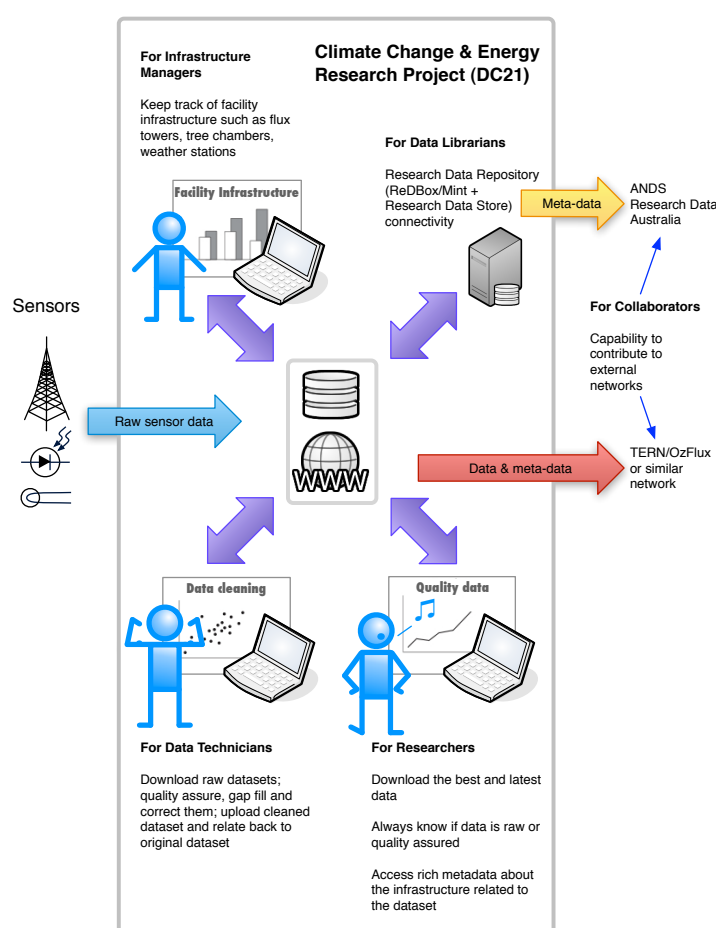 Climate Change & Energy
Research Project (DC21)
For Infrastructure
Managers
Keep track of facility
infrastructure such as flux
towers, tree chambers,
weather stations
Facility Infrastructure
For Data Librarians
Research Data Repository
(ReDBox/Mint +
Research Data Store)
connectivity
Meta-data
ANDS
Research Data
Australia
For Collaborators
Capability to
contribute to
external
networks
Sensors
Raw sensor data
WWW
Data & meta-data
TERN/OzFlux
or similar
network
Data cleaning
Quality data
For Data Technicians
Download raw datasets;
quality assure, gap fill and
correct them; upload cleaned
dataset and relate back to
original dataset
For Researchers
Download the best and latest
data
Always know if data is raw or
quality assured
Access rich metadata about
the infrastructure related to
the dataset